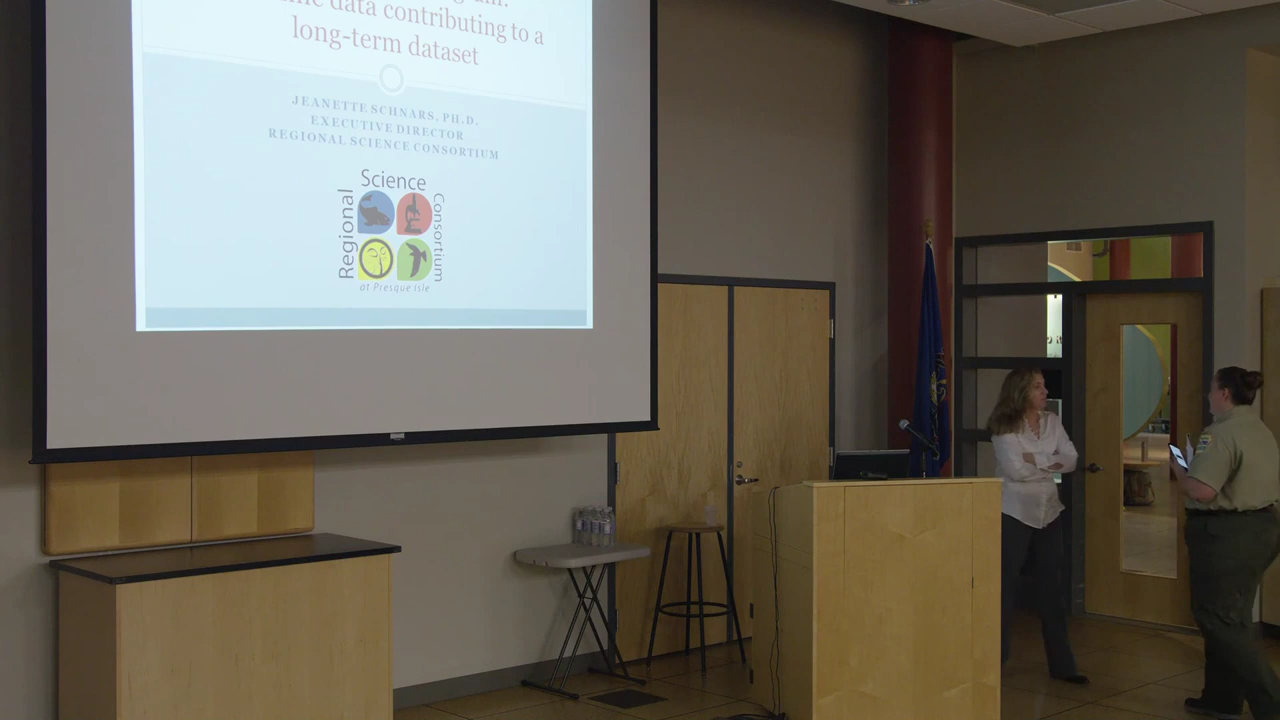 data contributing to a
long-term dataset
JEANETTE SCHNARS, PH.D.
EXECUTIVE DIRECTOR
REGIONAL SCIENCE CONSORTIUM
Science
Regional
Consortium
at Presque Isle